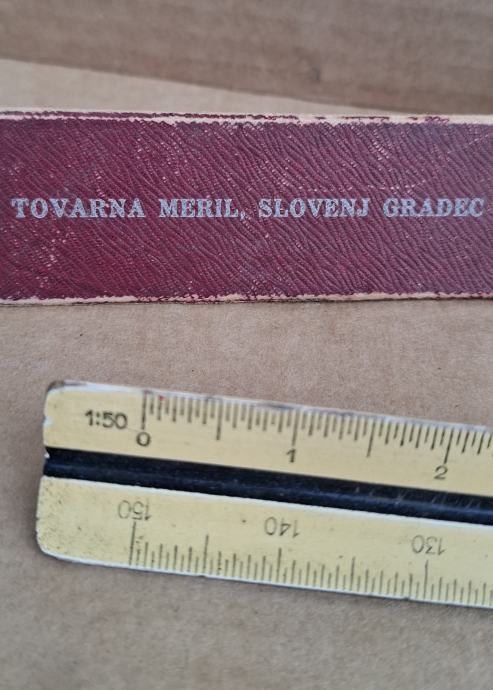 TOVARNA MERIL, SLOVENJ GRADEC
1:50
0 1 2
150 140 130